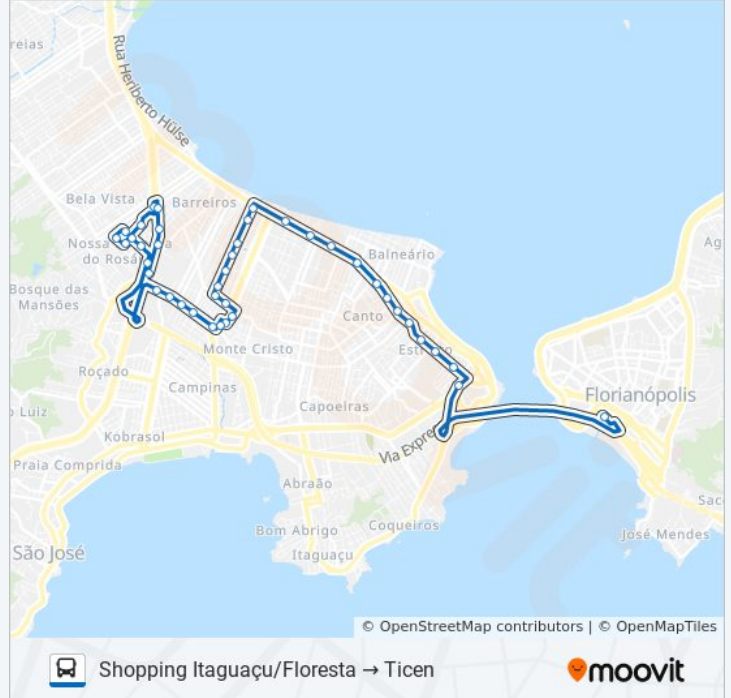 reias
Rua Heriberto Hülse
Bela Vista
Barreiros
Nossa
do Rosá
Bosque das
Mansões
Balneário
Ag
Canto
Monte Cristo
Roçado
Campinas
Florianópolis
o Luiz
Capoeiras
Kobrasol
Via Expre
Praia Comprida
Abraão
Sac
Bom Abrigo
Coqueiros
José Mendes
Itaguaçu
São José
© OpenStreetMap contributors | © OpenMapTiles
Shopping Itaguaçu/Floresta → Ticen
moovit